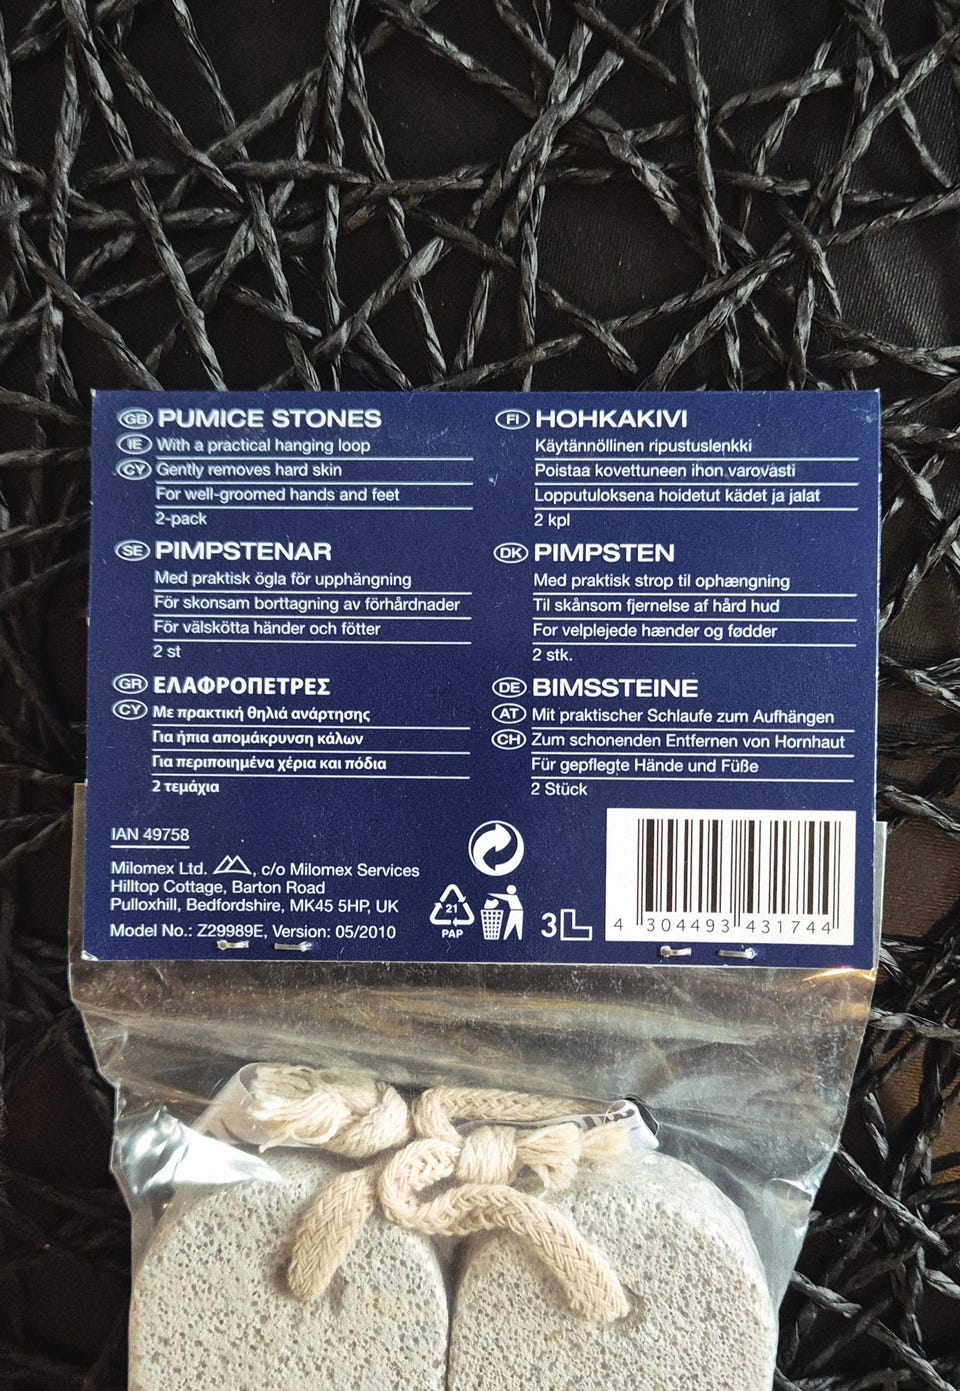 GB PUMICE STONES
IE With a practical hanging loop
CY Gently removes hard skin
For well-groomed hands and feet
2-pack
SE PIMPSTENAR
Med praktisk ögla för upphängning
För skonsam borttagning av förhårdnader
För välskötta händer och fötter
2 st
GR ΕΛΑΦΡΟΠΕΤΡΕΣ
CY Με πρακτική θηλιά ανάρτησης
Για ήπια απομάκρυνση κάλων
Για περιποιημένα χέρια και πόδια
2 τεμάχια
FI HOHKAKIVI
Käytännöllinen ripustuslenkki
Poistaa kovettuneen ihon varovasti
Lopputuloksena hoidetut kädet ja jalat
2 kpl
DK PIMPSTEN
Med praktisk strop til ophængning
Til skånsom fjernelse af hård hud
For velplejede hænder og fødder
2 stk.
DE BIMSSTEINE
AT Mit praktischer Schlaufe zum Aufhängen
CH Zum schonenden Entfernen von Hornhaut
Für gepflegte Hände und Füße
2 Stück
IAN 49758
Milomex Ltd. , c/o Milomex Services
Hilltop Cottage, Barton Road
Pulloxhill, Bedfordshire, MK45 5HP, UK
Model No.: Z29989E, Version: 05/2010
21
PAP
3L
4 304493 431744